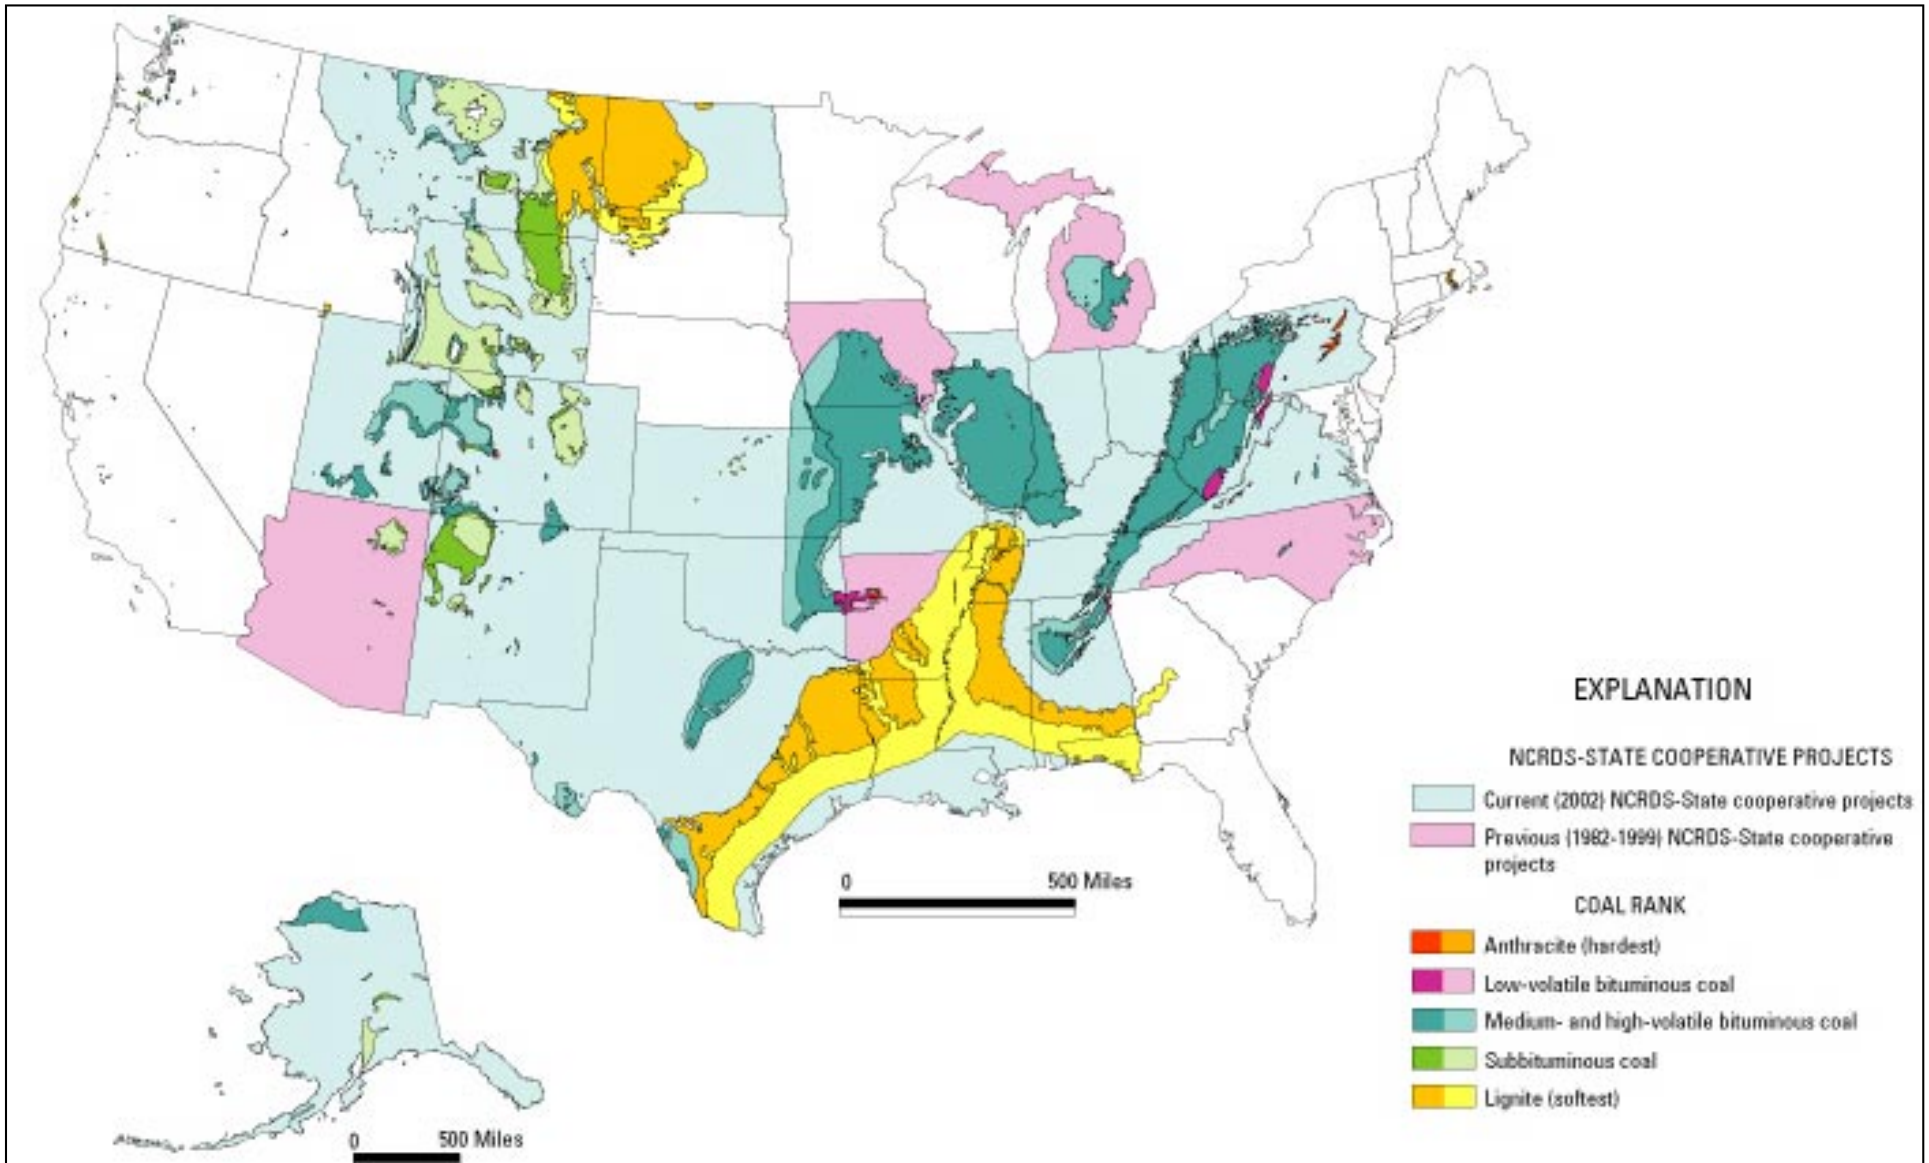 EXPLANATION
NCRDS-STATE COOPERATIVE PROJECTS
Current (2002) NCRDS-State cooperative projects
Previous (1982-1999) NCRDS-State cooperative
projects
COAL RANK
Anthracite (hardest)
Low-volatile bituminous coal
Medium- and high-volatile bituminous coal
Subbituminous coal
Lignite (softest)
0 500 Miles
0 500 Miles